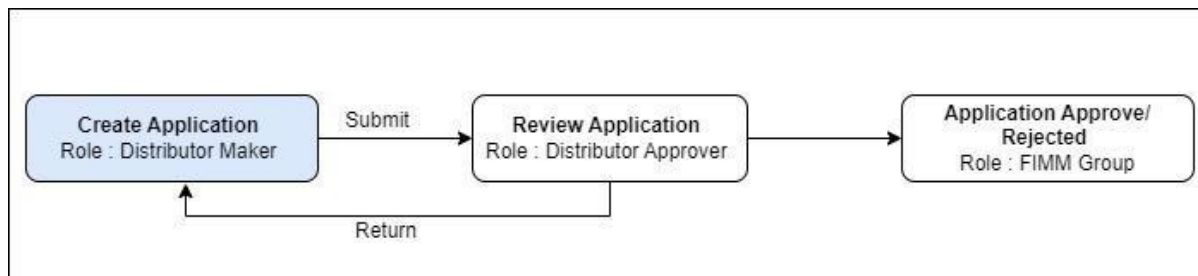 Create Application
Role : Distributor Maker
Submit
Review Application
Role : Distributor Approver
Application Approve/
Rejected
Role : FIMM Group
Return